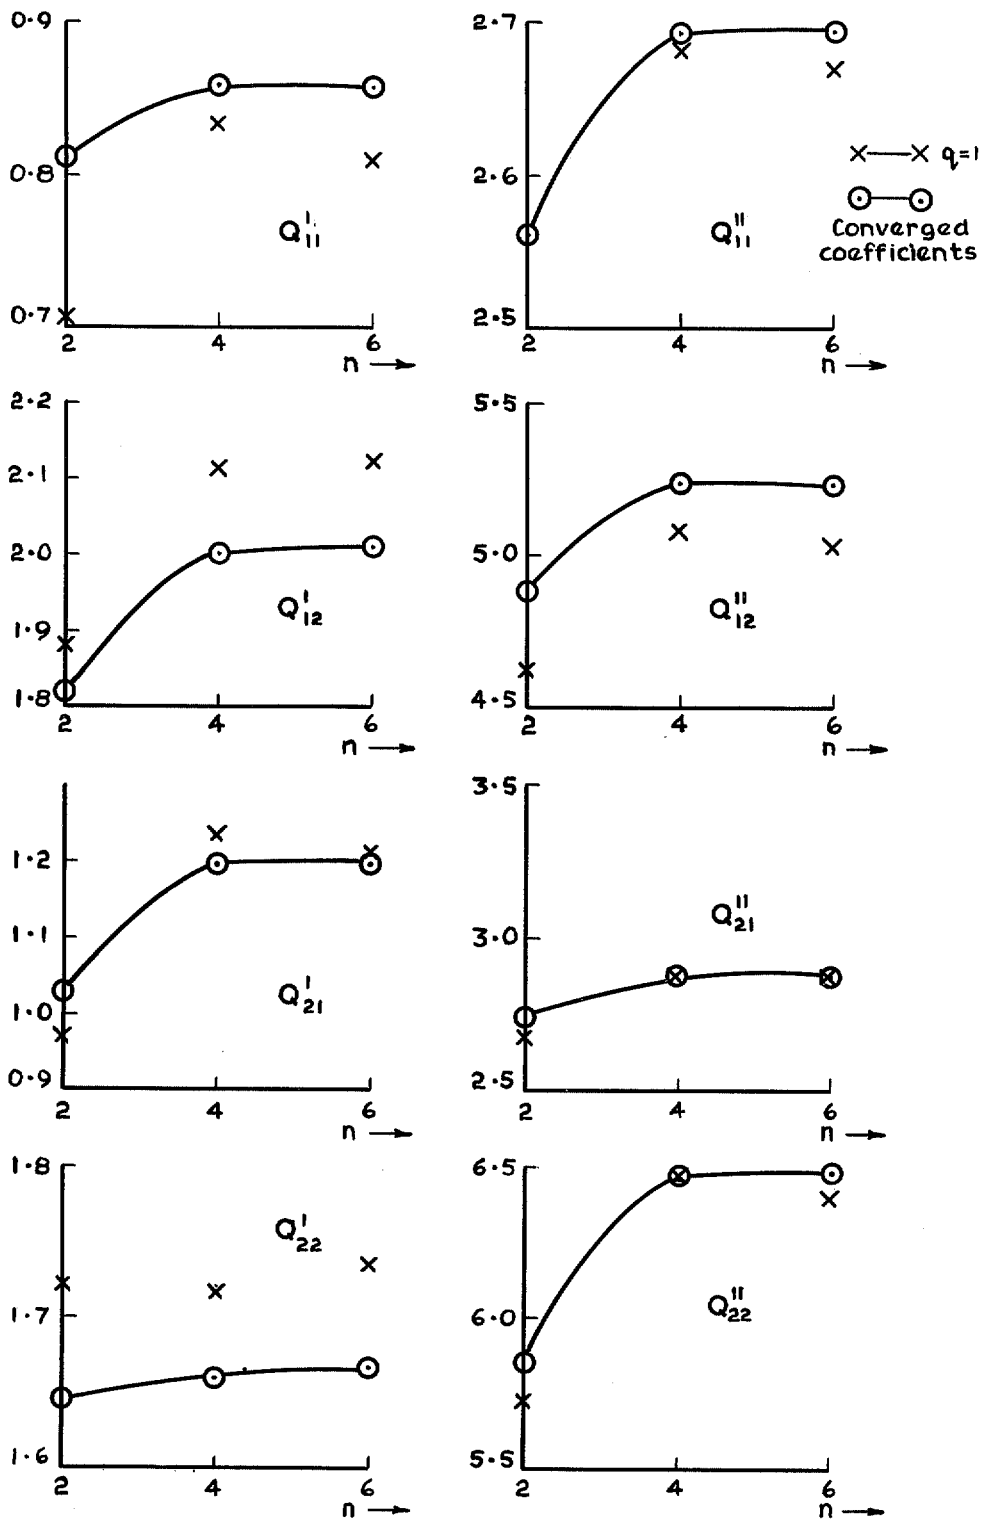 0.9
0.8
0.7
2 4 6
n →
Q'11
2.7
2.6
2.5
2 4 6
n →
Q"11
×—× q=1
⊙—⊙
Converged
coefficients
2.2
2.1
2.0
1.9
1.8
2 4 6
n →
Q'12
5.5
5.0
4.5
2 4 6
n →
Q"12
1.2
1.1
1.0
0.9
2 4 6
n →
Q'21
3.5
3.0
2.5
2 4 6
n →
Q"21
1.8
1.7
1.6
2 4 6
n →
Q'22
6.5
6.0
5.5
2 4 6
n →
Q"22